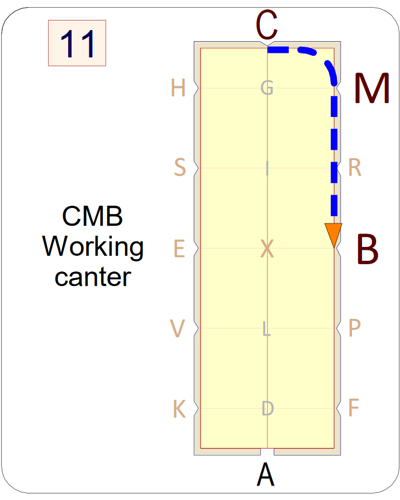 11
C
H G M
S I R
CMB
Working
canter
E X B
V L P
K D F
A